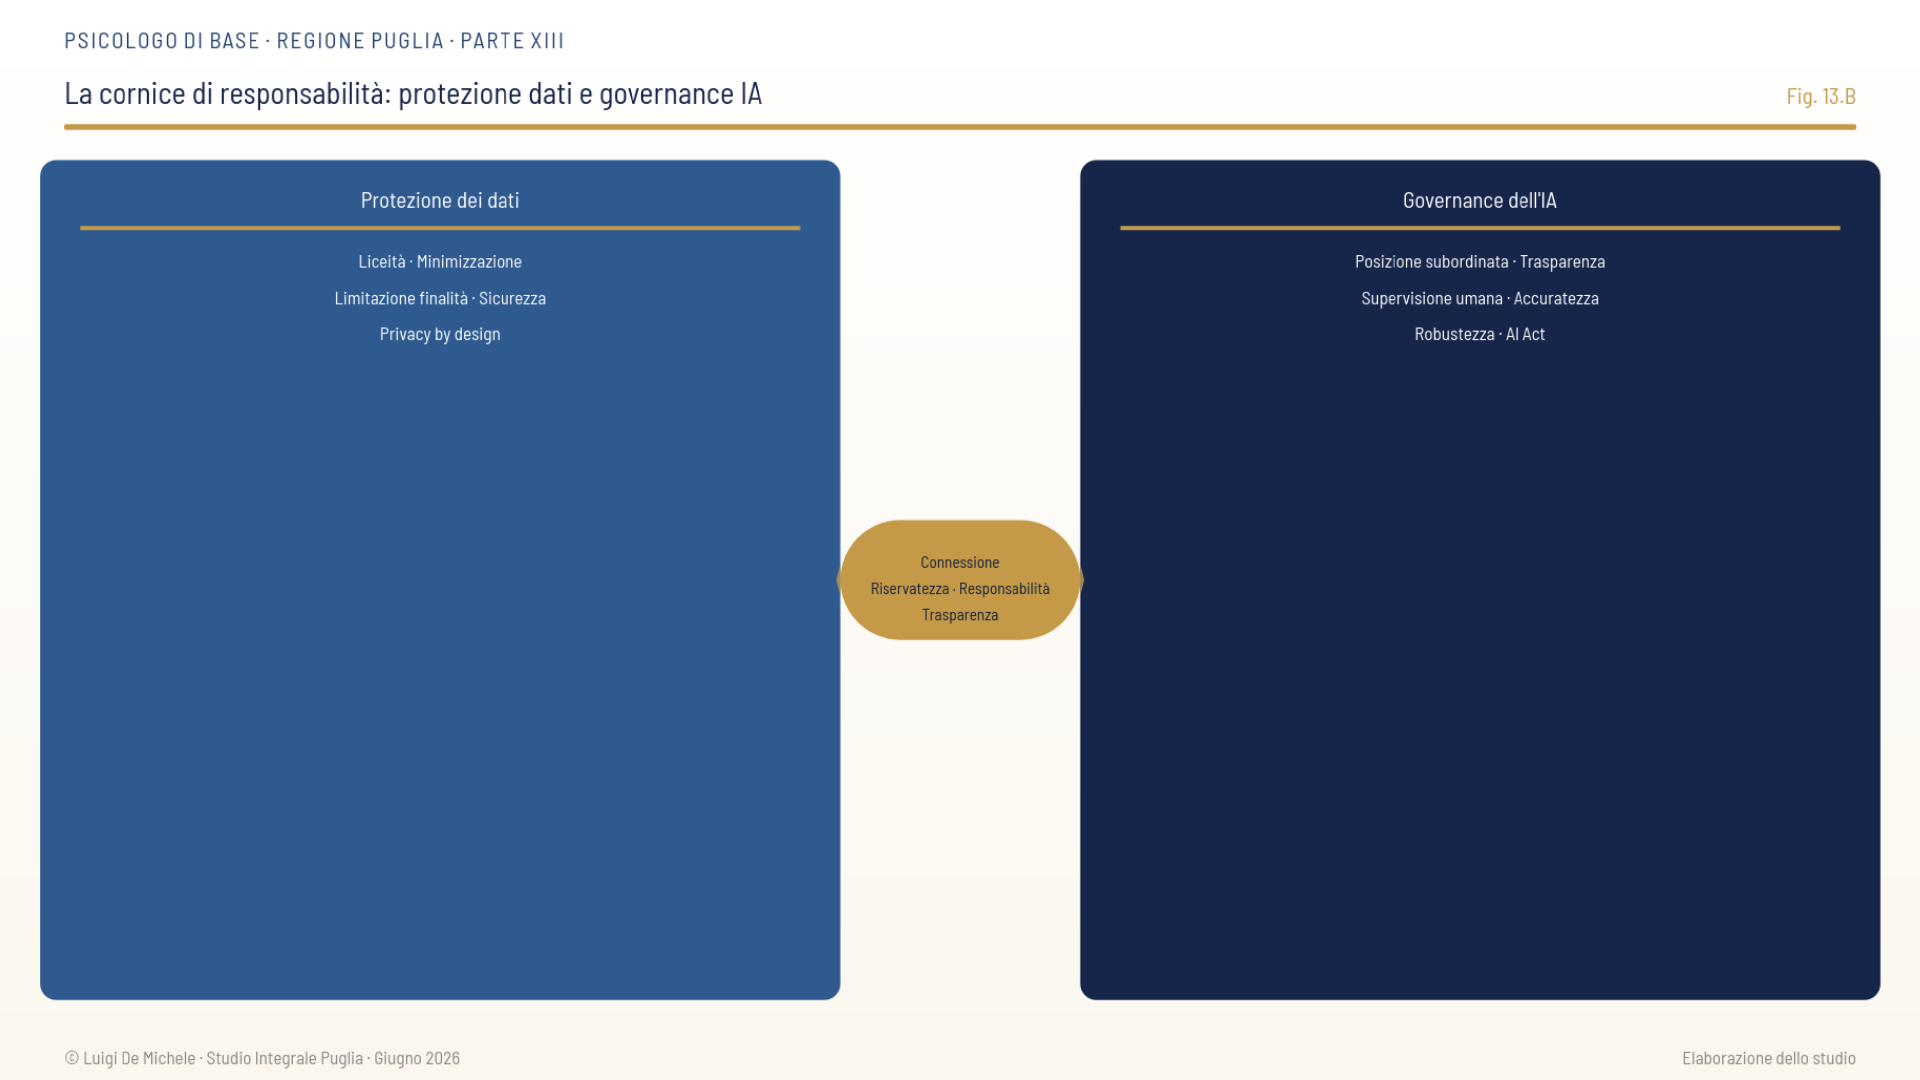 PSICOLOGO DI BASE · REGIONE PUGLIA · PARTE XIII
La cornice di responsabilità: protezione dati e governance IA
Fig. 13.B
Protezione dei dati
Liceità · Minimizzazione
Limitazione finalità · Sicurezza
Privacy by design
Connessione
Riservatezza · Responsabilità
Trasparenza
Governance dell'IA
Posizione subordinata · Trasparenza
Supervisione umana · Accuratezza
Robustezza · AI Act
© Luigi De Michele · Studio Integrale Puglia · Giugno 2026
Elaborazione dello studio